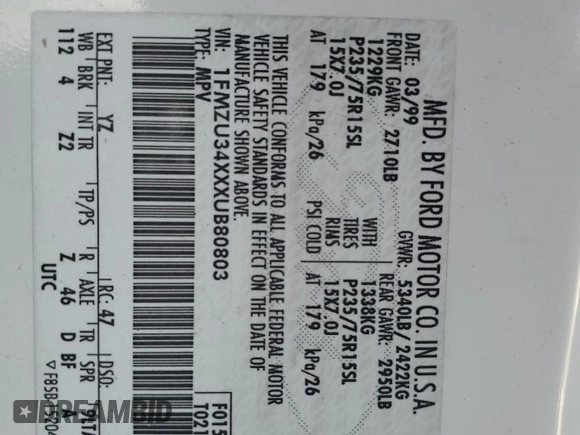 MFD. BY FORD MOTOR CO. IN U.S.A.
DATE: 03/99 GVWR: 5340LB / 2422KG
FRONT GAWR: 2710LB REAR GAWR: 2950LB
1229KG WITH 1338KG
P235/75R15SL TIRES P235/75R15SL
15X7.0J RIMS 15X7.0J
AT 179 kPa/26 PSI COLD AT 179 kPa/26
THIS VEHICLE CONFORMS TO ALL APPLICABLE FEDERAL MOTOR
VEHICLE SAFETY STANDARDS IN EFFECT ON THE DATE OF
MANUFACTURE SHOWN ABOVE.
VIN: 1FMZU34XXXUB80803
TYPE: MPV
F015
T021
EXT PNT: YZ RC: 47 DSO:
WB BRK INT TR TP/PS R AXLE TR SPR
112 4 Z2 Z 46 D BF A
UTC
DREAMBID